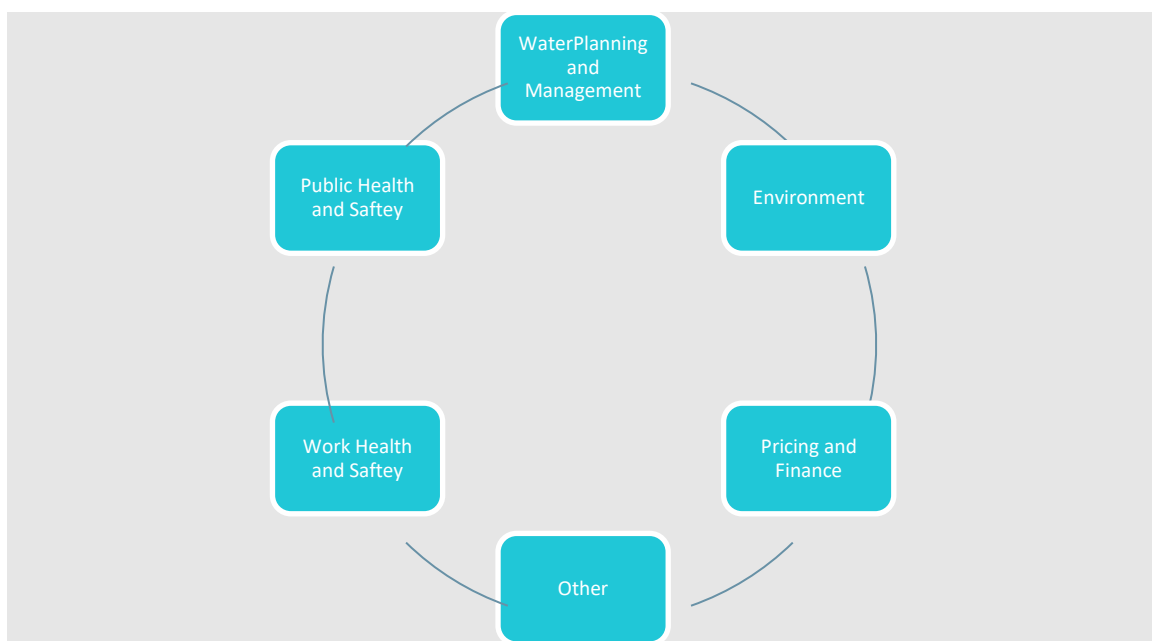 WaterPlanning
and
Management
Public Health
and Saftey
Environment
Work Health
and Saftey
Pricing and
Finance
Other